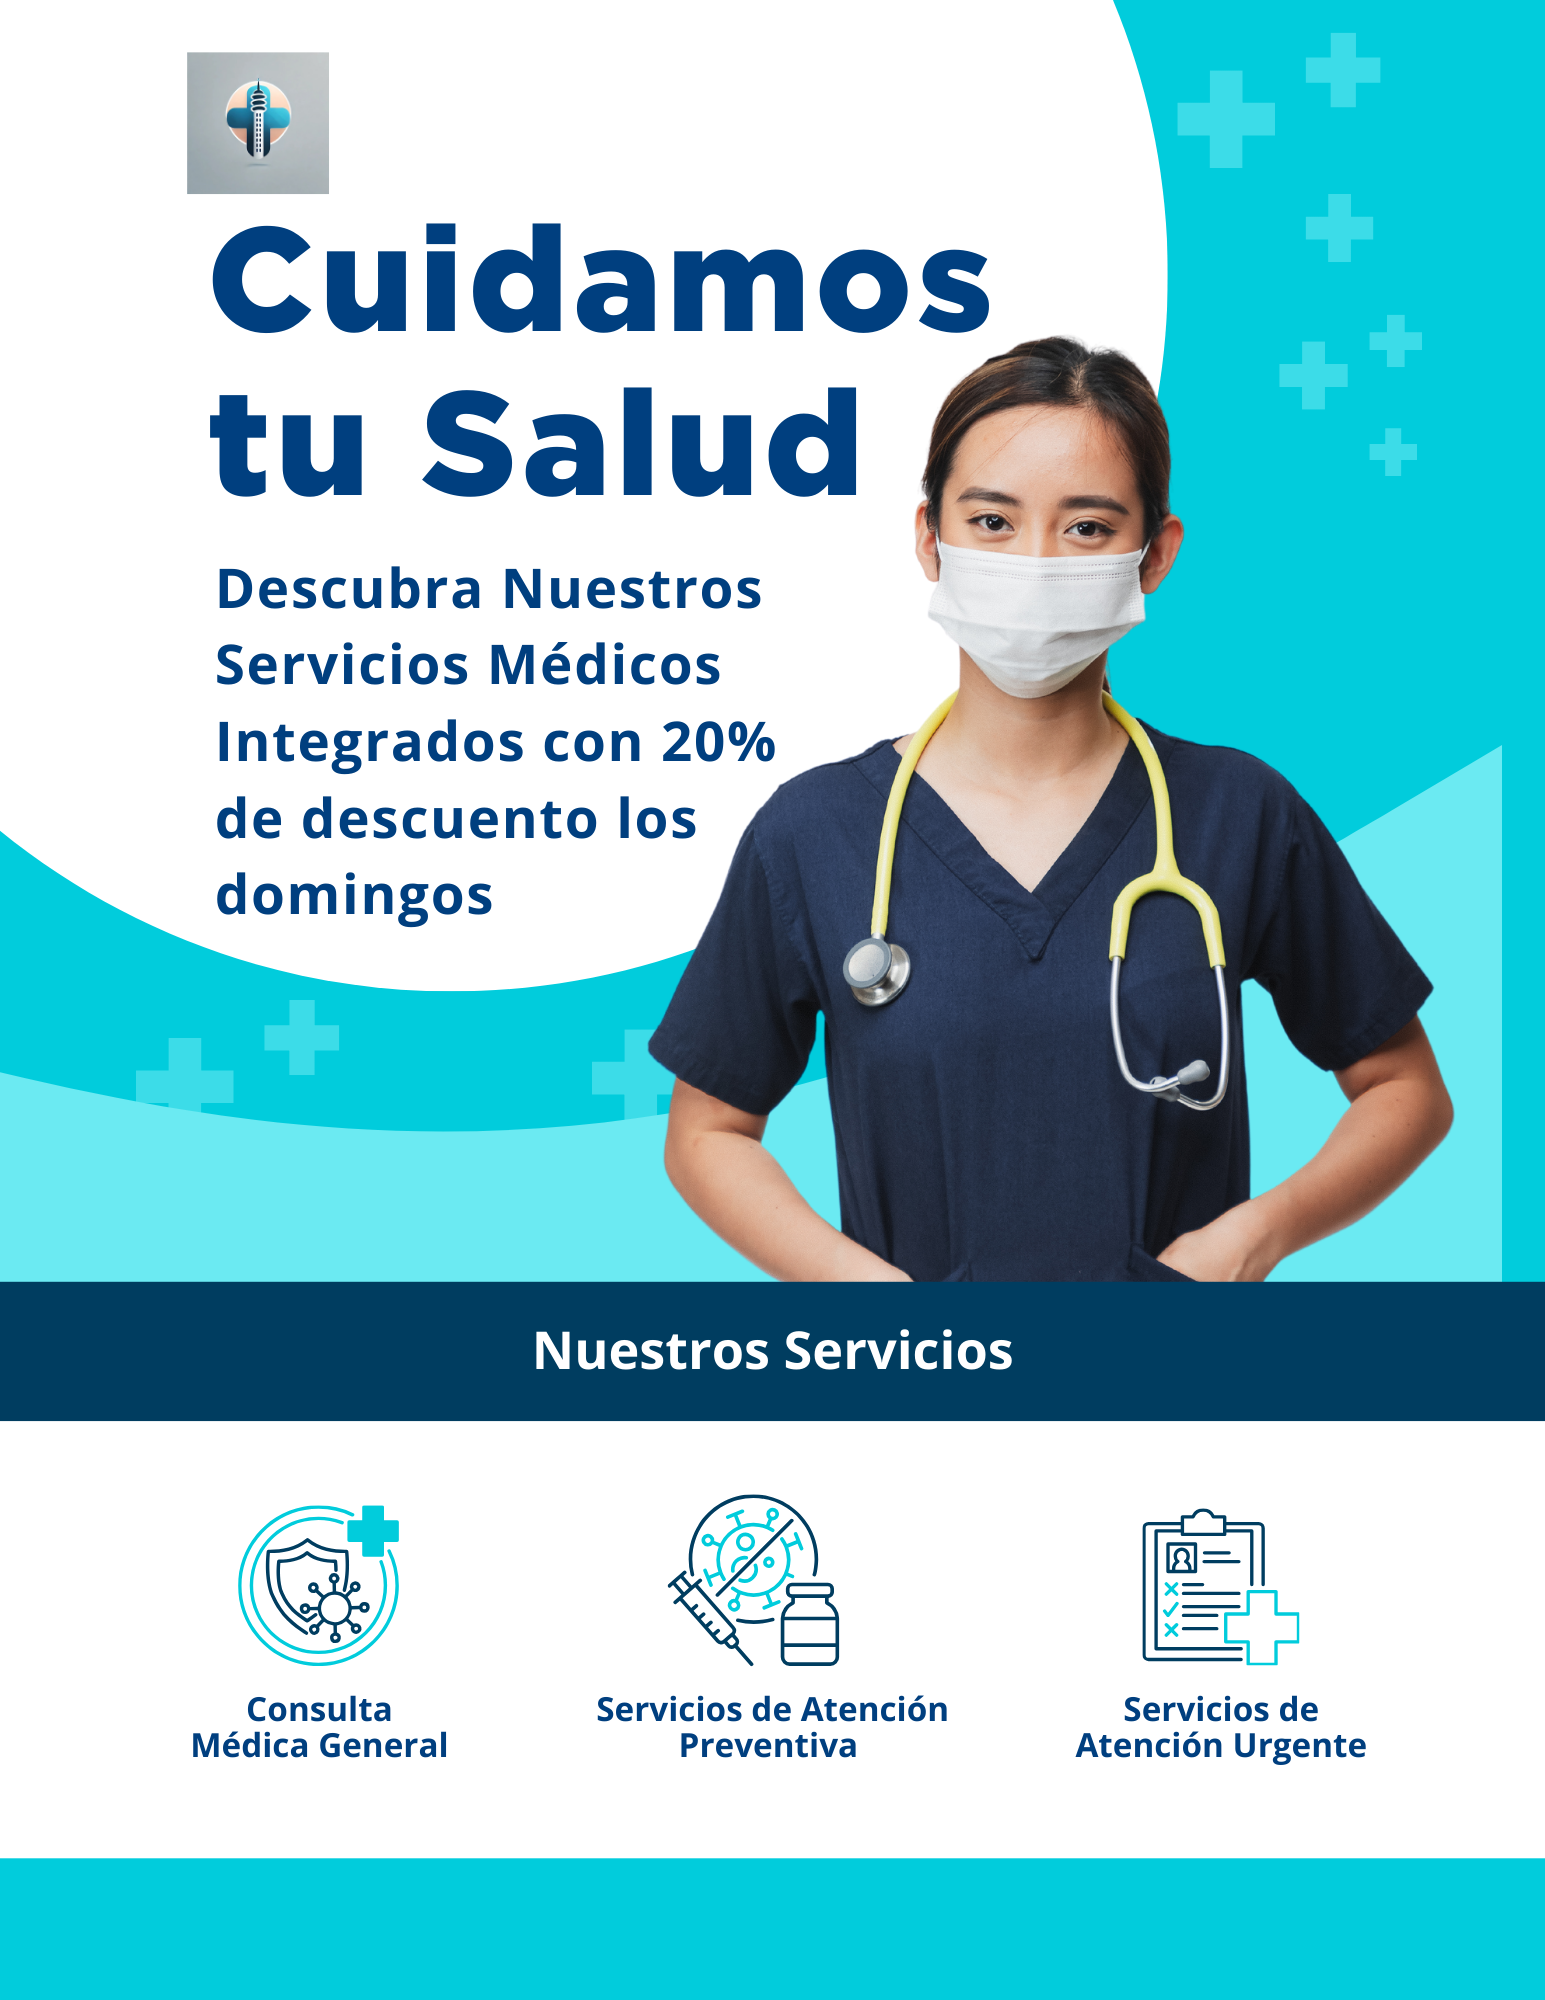 Cuidamos
tu Salud
Descubra Nuestros
Servicios Médicos
Integrados con 20%
de descuento los
domingos
Nuestros Servicios
Consulta
Médica General
Servicios de Atención
Preventiva
Servicios de
Atención Urgente